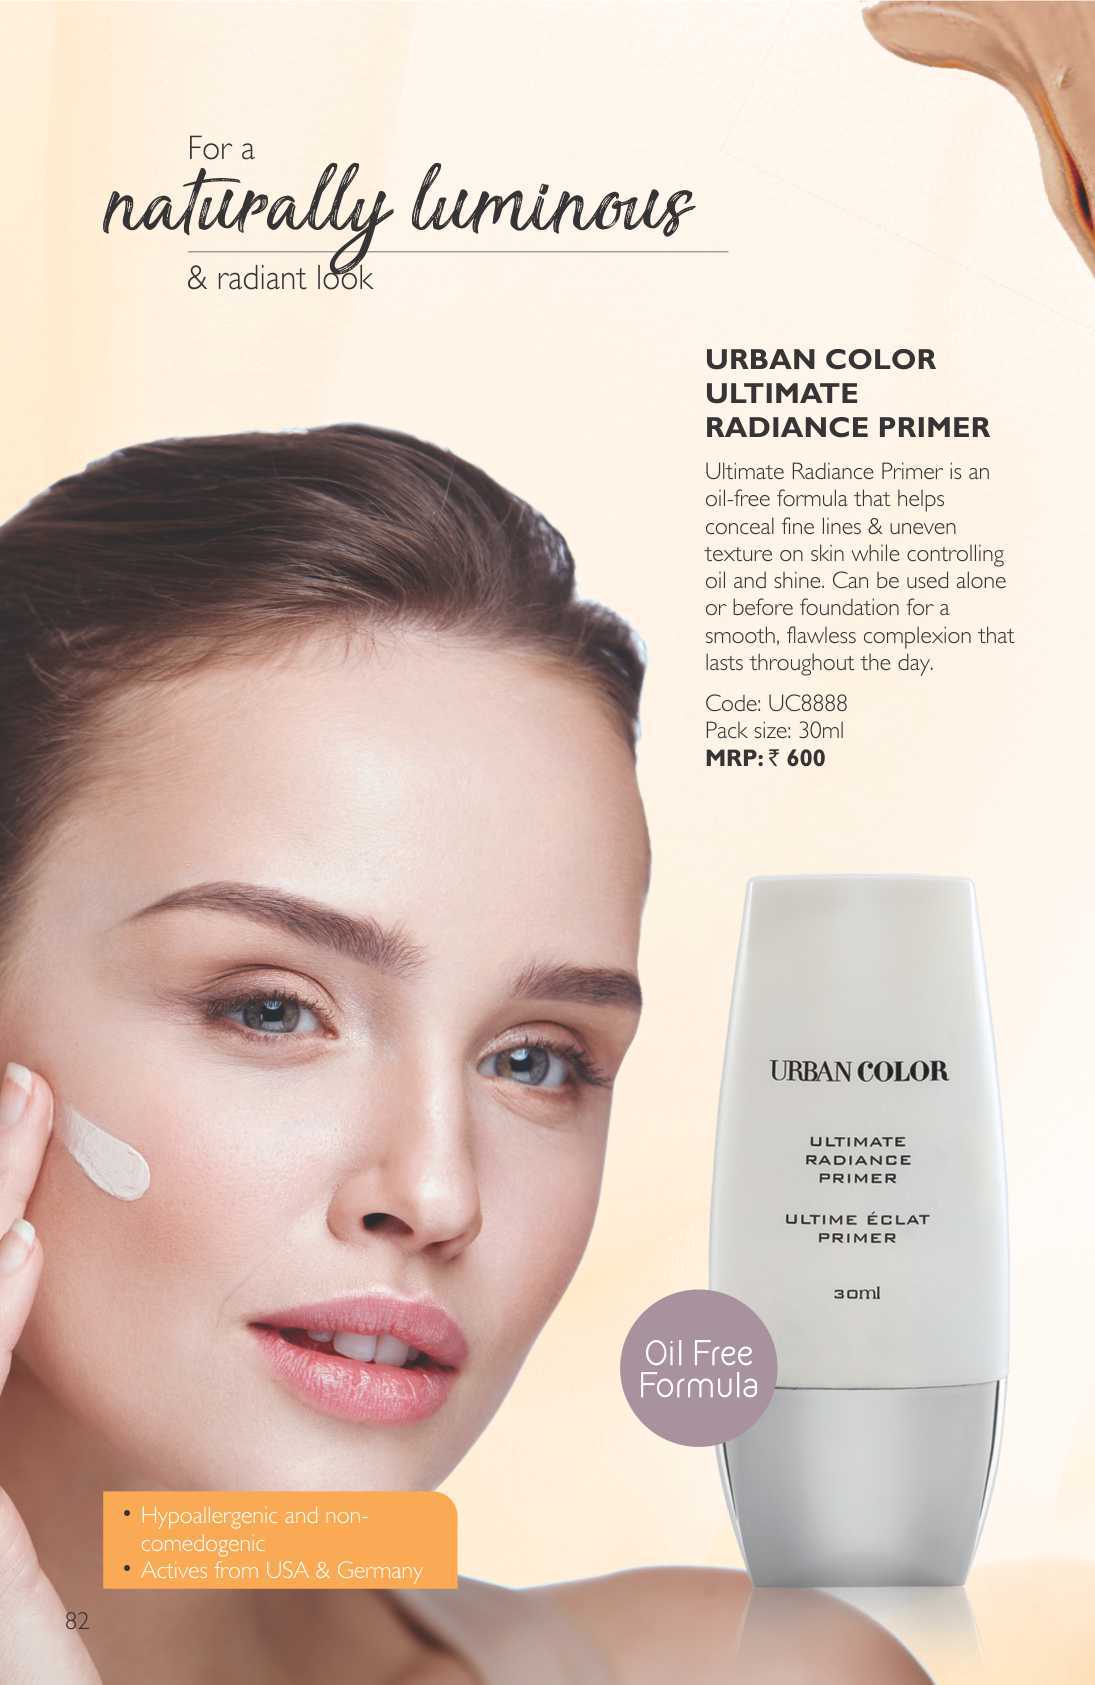 For a
naturally luminous
& radiant look
URBAN COLOR
ULTIMATE
RADIANCE PRIMER
Ultimate Radiance Primer is an
oil-free formula that helps
conceal fine lines & uneven
texture on skin while controlling
oil and shine. Can be used alone
or before foundation for a
smooth, flawless complexion that
lasts throughout the day.
Code: UC8888
Pack size: 30ml
MRP: ₹ 600
URBAN COLOR
ULTIMATE
RADIANCE
PRIMER
ULTIME ÉCLAT
PRIMER
30ml
Oil Free
Formula
• Hypoallergenic and non-
comedogenic
• Actives from USA & Germany
82